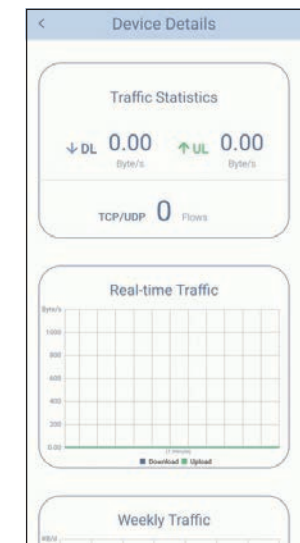 < Device Details
Traffic Statistics
↓ DL 0.00 ↑ UL 0.00
Byte/s Byte/s
TCP/UDP 0 Flows
Real-time Traffic
Byte/s
1000
800
600
400
200
0.00
Download Upload
Weekly Traffic
KB/d